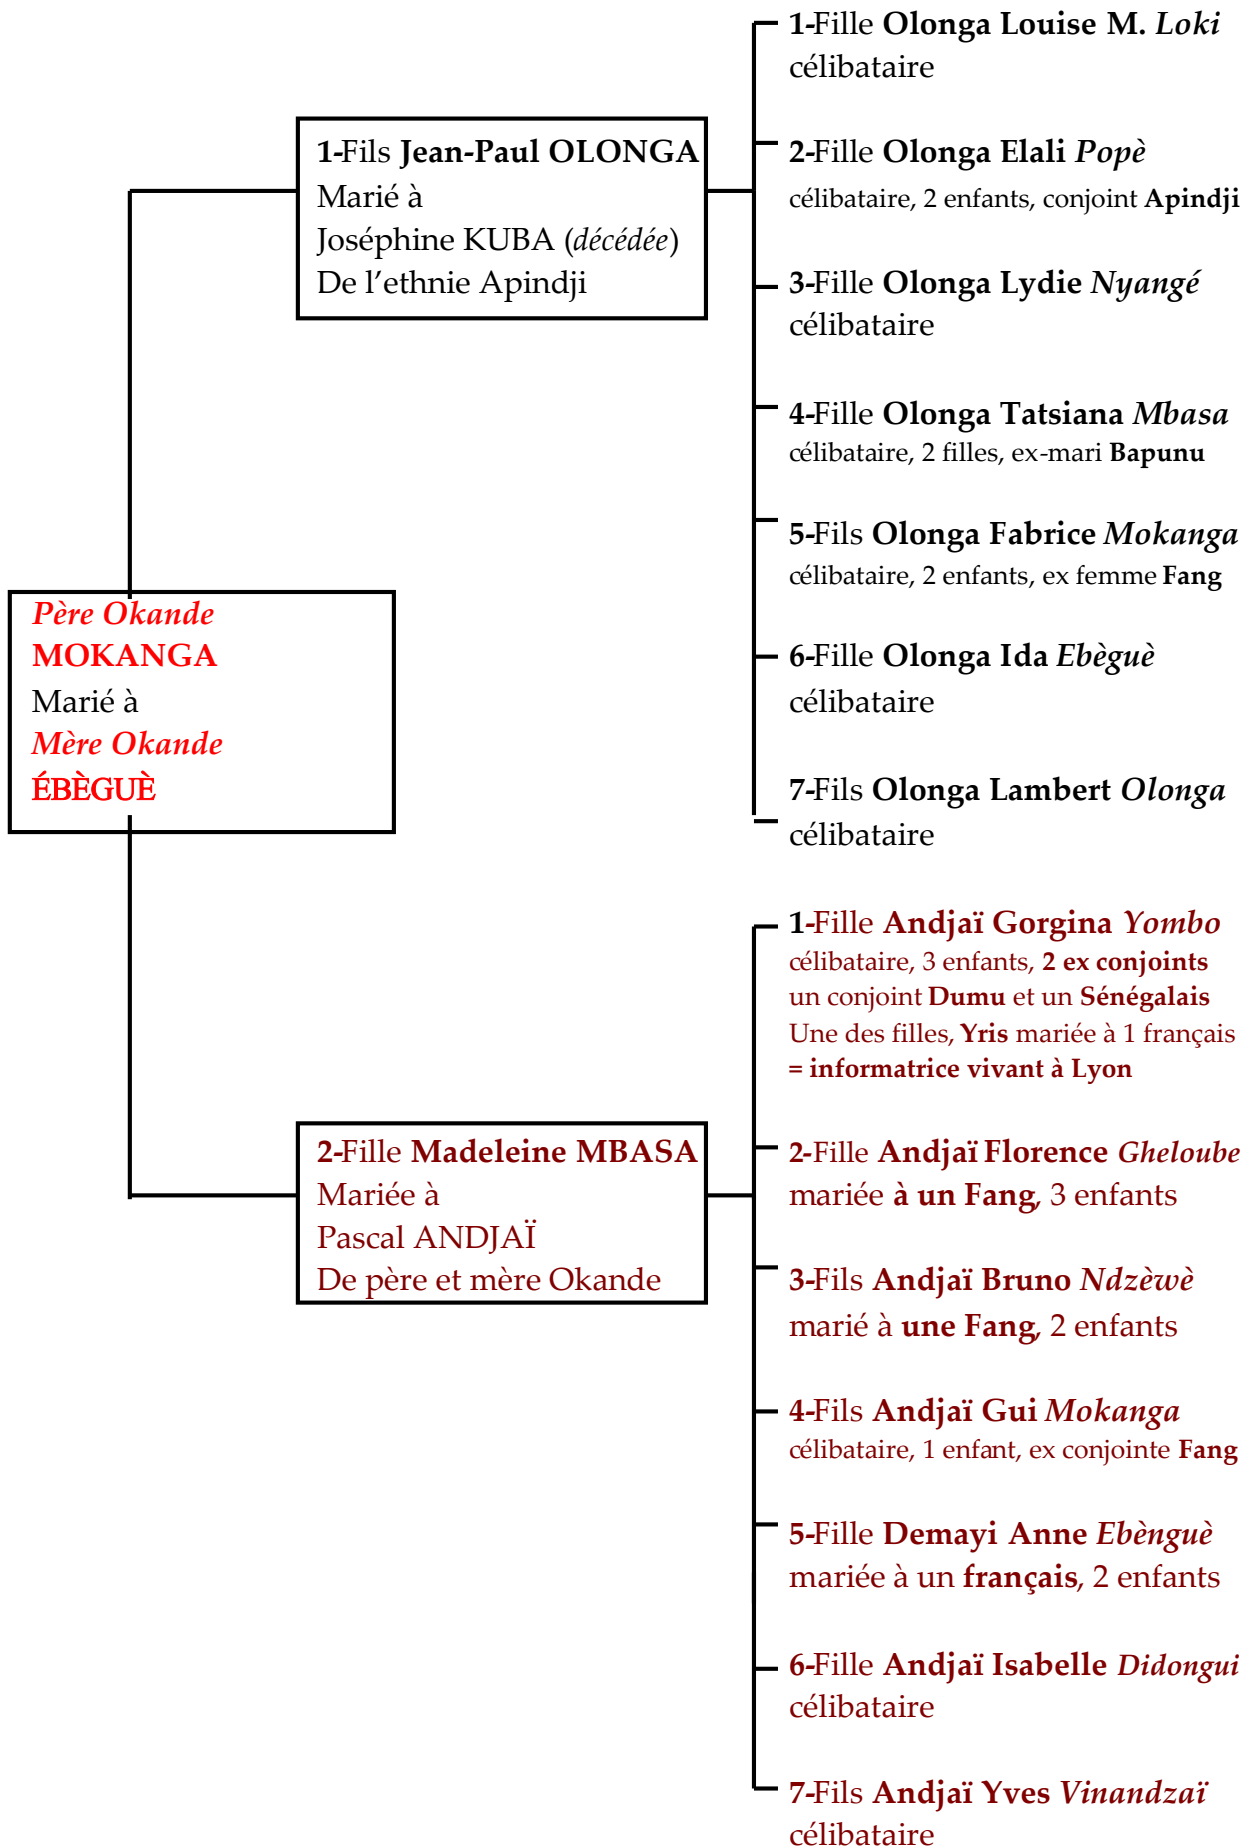 Père Okande
MOKANGA
Marié à
Mère Okande
ÉBÈGUÈ
1-Fils Jean-Paul OLONGA
Marié à
Joséphine KUBA (décédée)
De l'ethnie Apindji
1-Fille Olonga Louise M. Loki
célibataire
2-Fille Olonga Elali Popè
célibataire, 2 enfants, conjoint Apindji
3-Fille Olonga Lydie Nyangé
célibataire
4-Fille Olonga Tatsiana Mbasa
célibataire, 2 filles, ex-mari Bapunu
5-Fils Olonga Fabrice Mokanga
célibataire, 2 enfants, ex femme Fang
6-Fille Olonga Ida Ebèguè
célibataire
7-Fils Olonga Lambert Olonga
célibataire
2-Fille Madeleine MBASA
Mariée à
Pascal ANDJAÏ
De père et mère Okande
1-Fille Andjaï Gorgina Yombo
célibataire, 3 enfants, 2 ex conjoints
un conjoint Dumu et un Sénégalais
Une des filles, Yris mariée à 1 français
= informatrice vivant à Lyon
2-Fille Andjaï Florence Gheloube
mariée à un Fang, 3 enfants
3-Fils Andjaï Bruno Ndzèwè
marié à une Fang, 2 enfants
4-Fils Andjaï Gui Mokanga
célibataire, 1 enfant, ex conjointe Fang
5-Fille Demayi Anne Ebènguè
mariée à un français, 2 enfants
6-Fille Andjaï Isabelle Didongui
célibataire
7-Fils Andjaï Yves Vinandzaï
célibataire